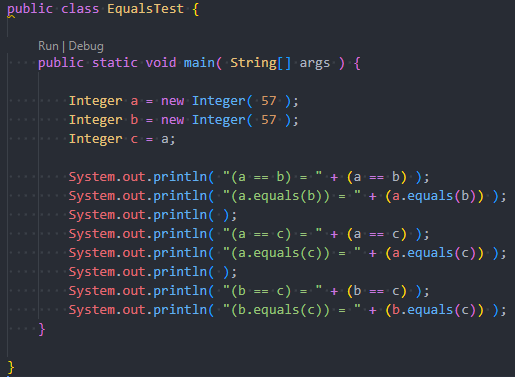 public class EqualsTest {
Run | Debug
public static void main( String[] args ) {
Integer a = new Integer( 57 );
Integer b = new Integer( 57 );
Integer c = a;
System.out.println( "(a == b) = " + (a == b) );
System.out.println( "(a.equals(b)) = " + (a.equals(b)) );
System.out.println( );
System.out.println( "(a == c) = " + (a == c) );
System.out.println( "(a.equals(c)) = " + (a.equals(c)) );
System.out.println( );
System.out.println( "(b == c) = " + (b == c) );
System.out.println( "(b.equals(c)) = " + (b.equals(c)) );
}
}